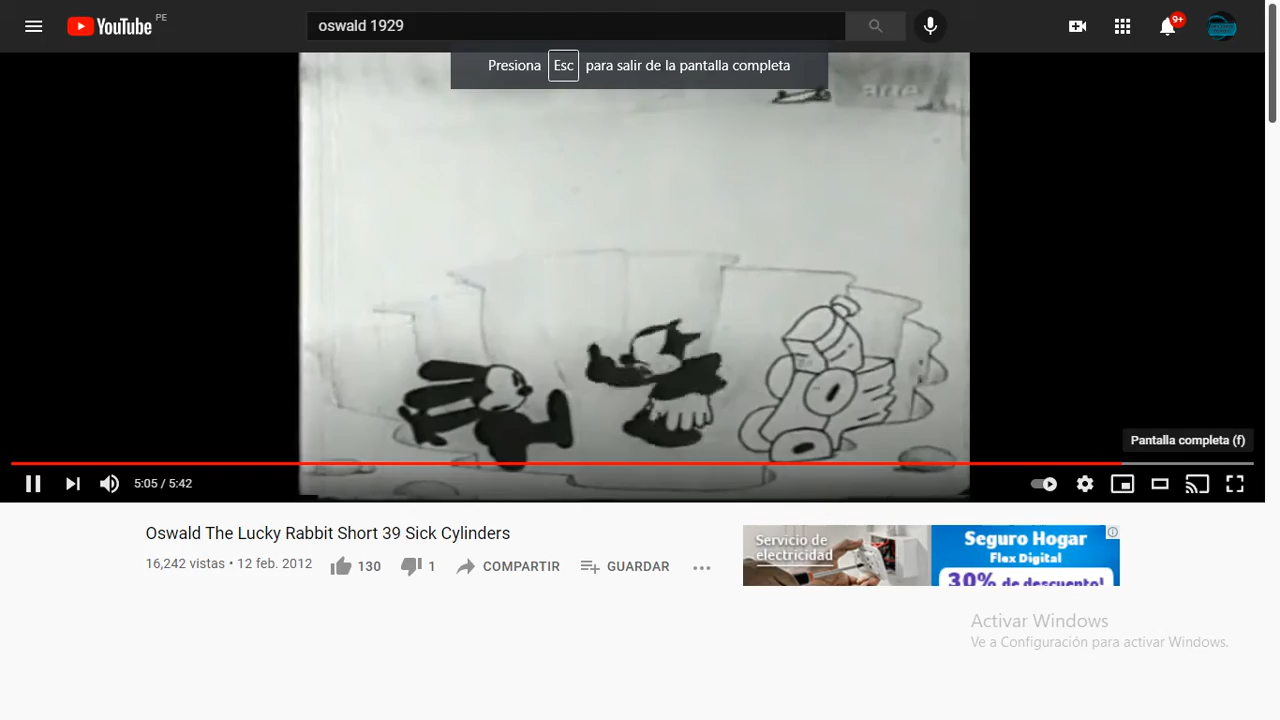 YouTube PE
oswald 1929
9+
Presiona Esc para salir de la pantalla completa
arte
Pantalla completa (f)
5:05 / 5:42
Oswald The Lucky Rabbit Short 39 Sick Cylinders
16,242 vistas • 12 feb. 2012
130
1
COMPARTIR
GUARDAR
Servicio de
electricidad
Seguro Hogar
Flex Digital
30% de descuento!
Activar Windows
Ve a Configuración para activar Windows.